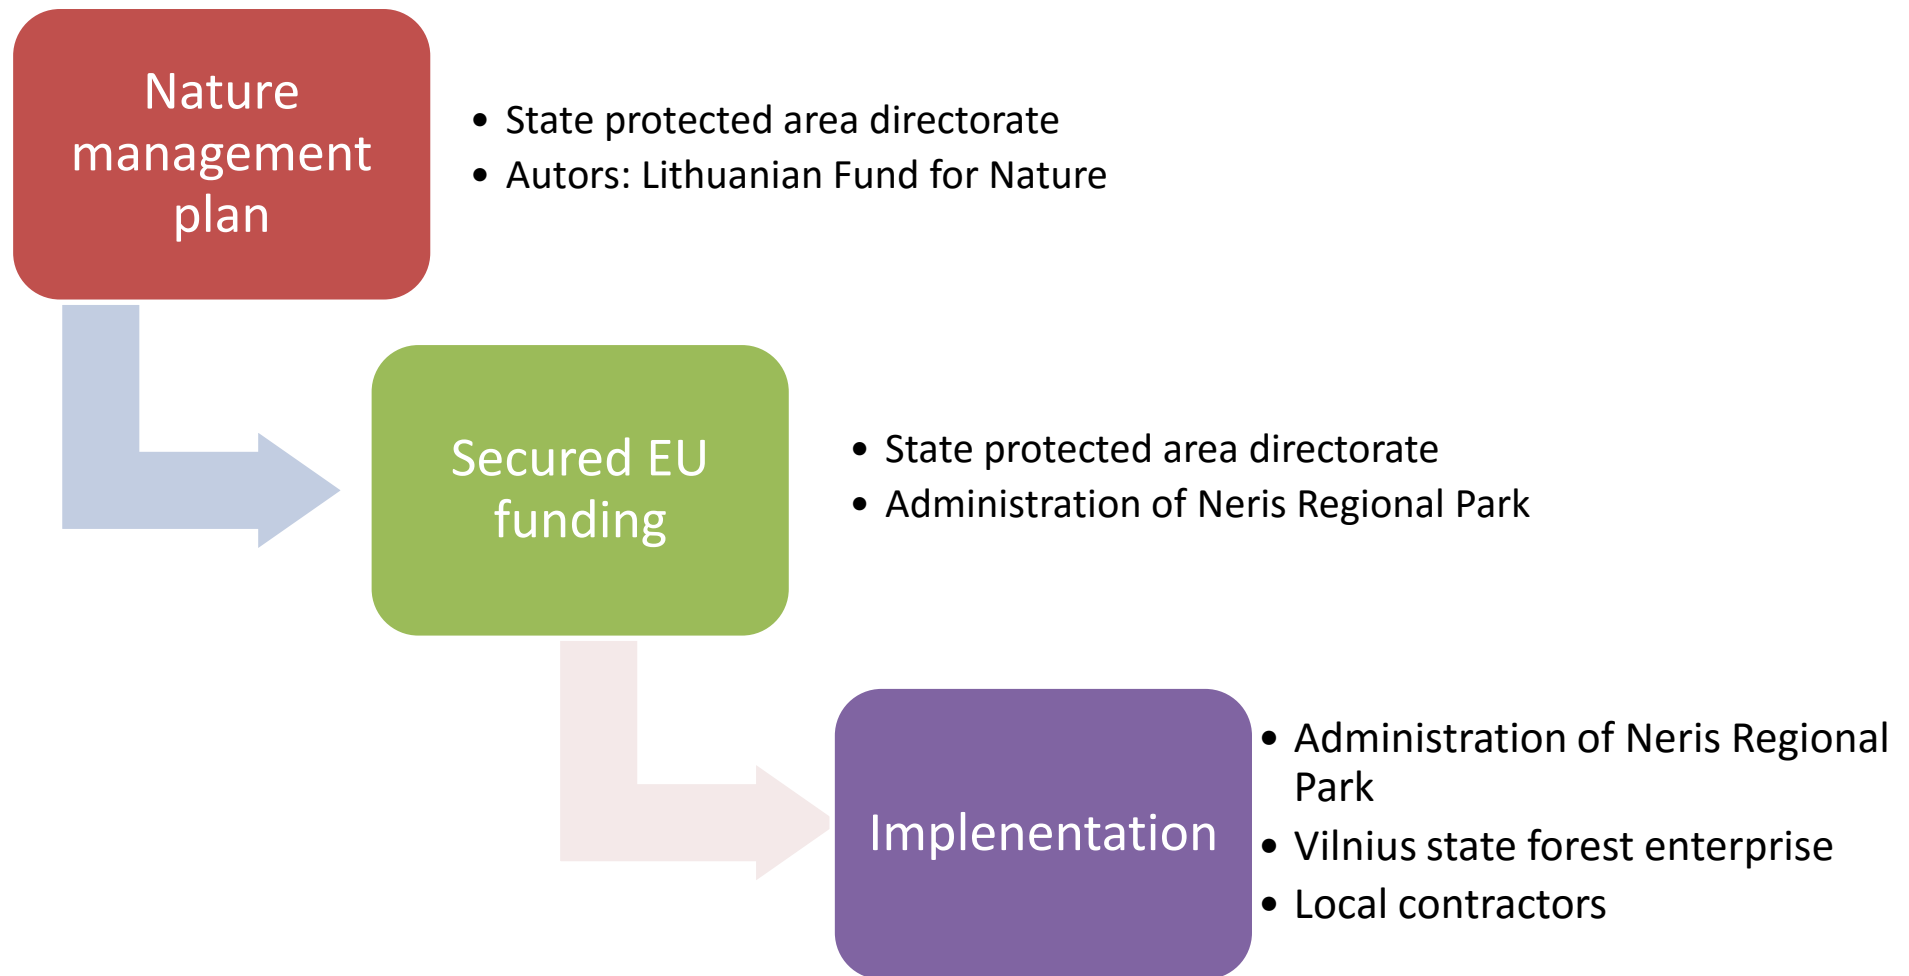 Nature
management
plan
• State protected area directorate
• Autors: Lithuanian Fund for Nature
Secured EU
funding
• State protected area directorate
• Administration of Neris Regional Park
Implenentation
• Administration of Neris Regional
Park
• Vilnius state forest enterprise
• Local contractors